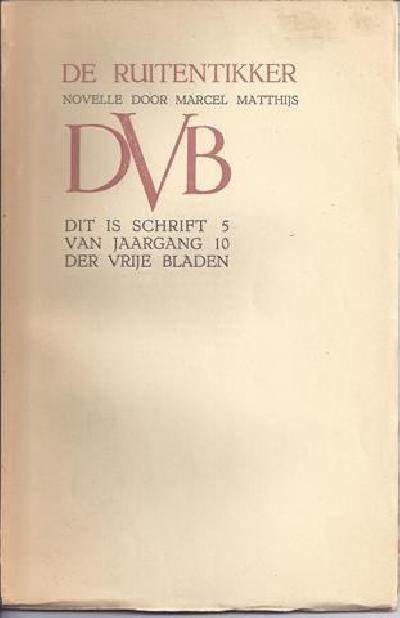 DE RUITENTIKKER
NOVELLE DOOR MARCEL MATTHIJS
DVB
DIT IS SCHRIFT 5
VAN JAARGANG 10
DER VRIJE BLADEN